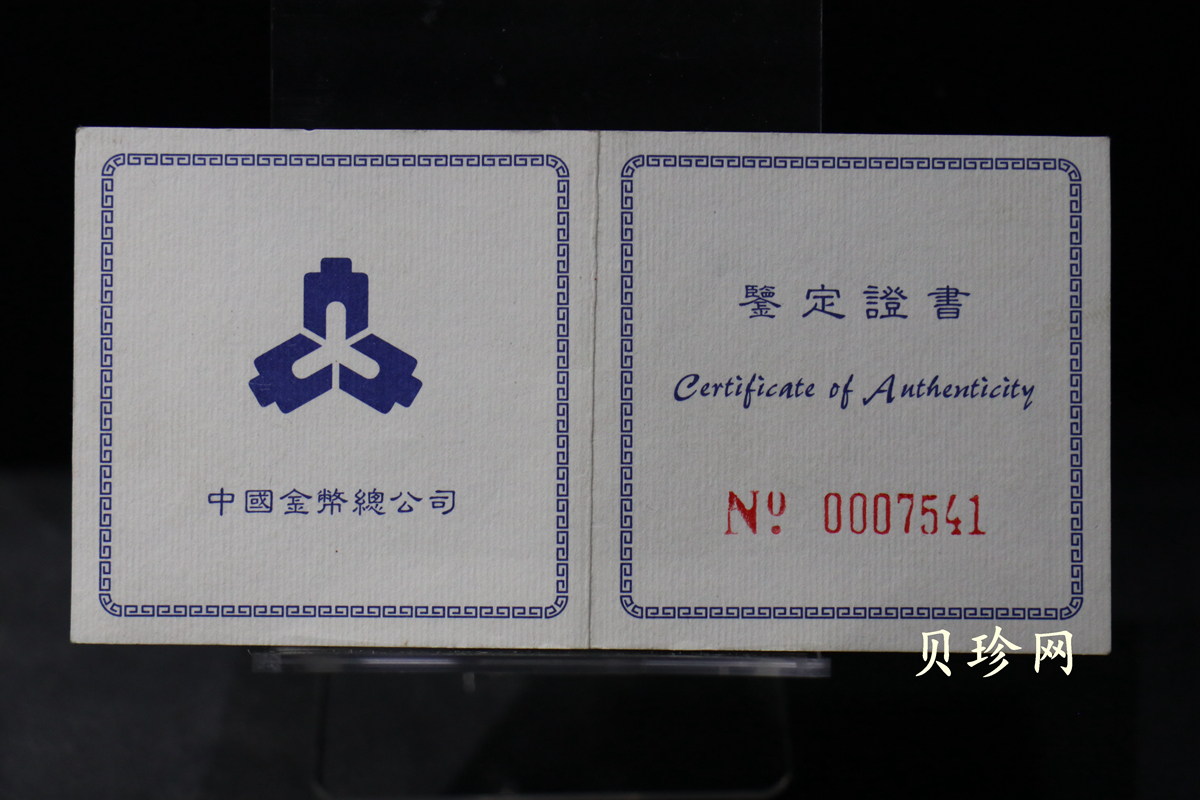 中國金幣總公司
鑒定證書
Certificate of Authenticity
Nº 0007541
贝珍网